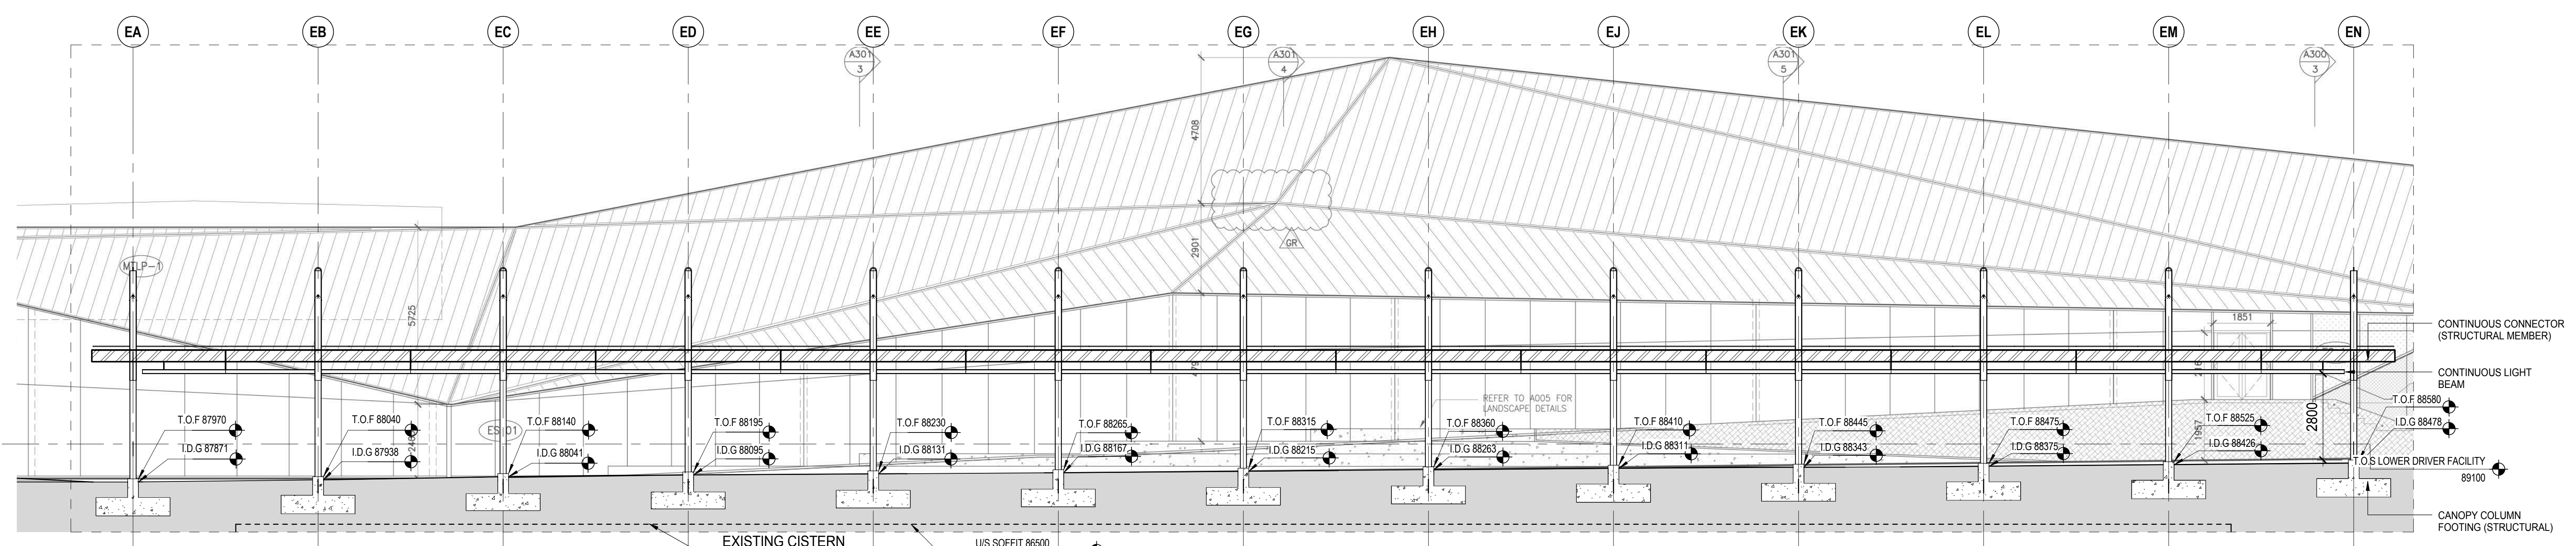 EA EB EC ED EE EF EG EH EJ EK EL EM EN
A301 3
A301 4
A301 5
A300 3
4708
2901
GR
MTLP-1
5725
1851
CONTINUOUS CONNECTOR
(STRUCTURAL MEMBER)
CONTINUOUS LIGHT
BEAM
REFER TO A005 FOR
LANDSCAPE DETAILS
T.O.F 87970
I.D.G 87871
T.O.F 88040
I.D.G 87938
T.O.F 88140
I.D.G 88041
T.O.F 88195
I.D.G 88095
T.O.F 88230
I.D.G 88131
T.O.F 88265
I.D.G 88167
T.O.F 88315
I.D.G 88215
T.O.F 88360
I.D.G 88263
T.O.F 88410
I.D.G 88311
T.O.F 88445
I.D.G 88343
T.O.F 88475
I.D.G 88375
T.O.F 88525
I.D.G 88426
T.O.F 88580
I.D.G 88478
1957
2800
T.O.S LOWER DRIVER FACILITY
89100
CANOPY COLUMN
FOOTING (STRUCTURAL)
EXISTING CISTERN
U/S SOFFIT 86500